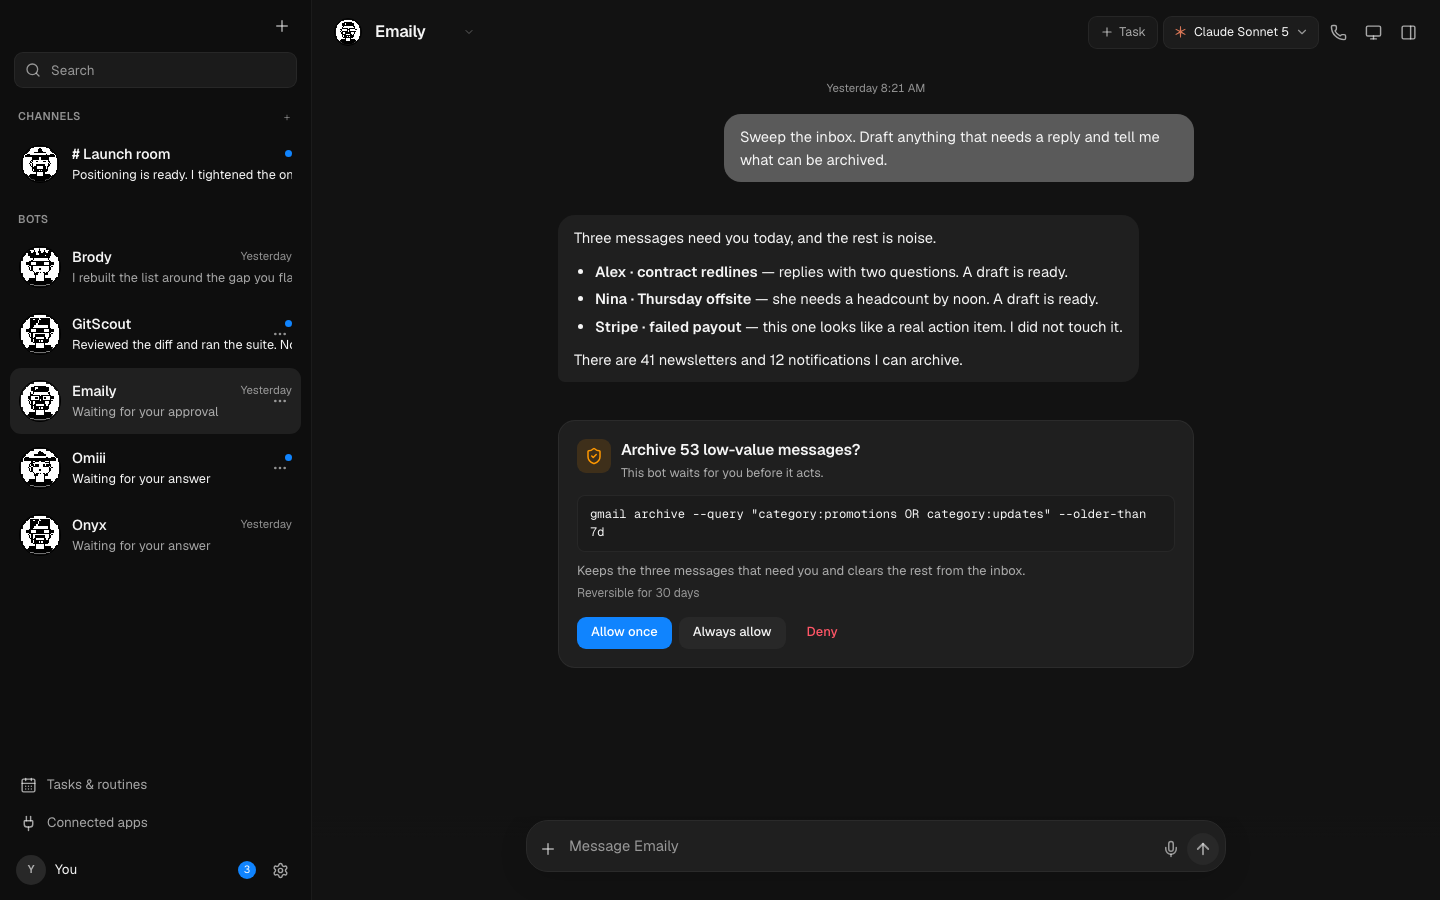 Search
CHANNELS
# Launch room
Positioning is ready. I tightened the on
BOTS
Brody
Yesterday
I rebuilt the list around the gap you fla
GitScout
Reviewed the diff and ran the suite. No
Emaily
Yesterday
Waiting for your approval
Omiii
Waiting for your answer
Onyx
Yesterday
Waiting for your answer
Tasks & routines
Connected apps
Y
You
3
Emaily
+ Task
Claude Sonnet 5
Yesterday 8:21 AM
Sweep the inbox. Draft anything that needs a reply and tell me
what can be archived.
Three messages need you today, and the rest is noise.
• Alex · contract redlines — replies with two questions. A draft is ready.
• Nina · Thursday offsite — she needs a headcount by noon. A draft is ready.
• Stripe · failed payout — this one looks like a real action item. I did not touch it.
There are 41 newsletters and 12 notifications I can archive.
Archive 53 low-value messages?
This bot waits for you before it acts.
gmail archive --query "category:promotions OR category:updates" --older-than
7d
Keeps the three messages that need you and clears the rest from the inbox.
Reversible for 30 days
Allow once
Always allow
Deny
Message Emaily